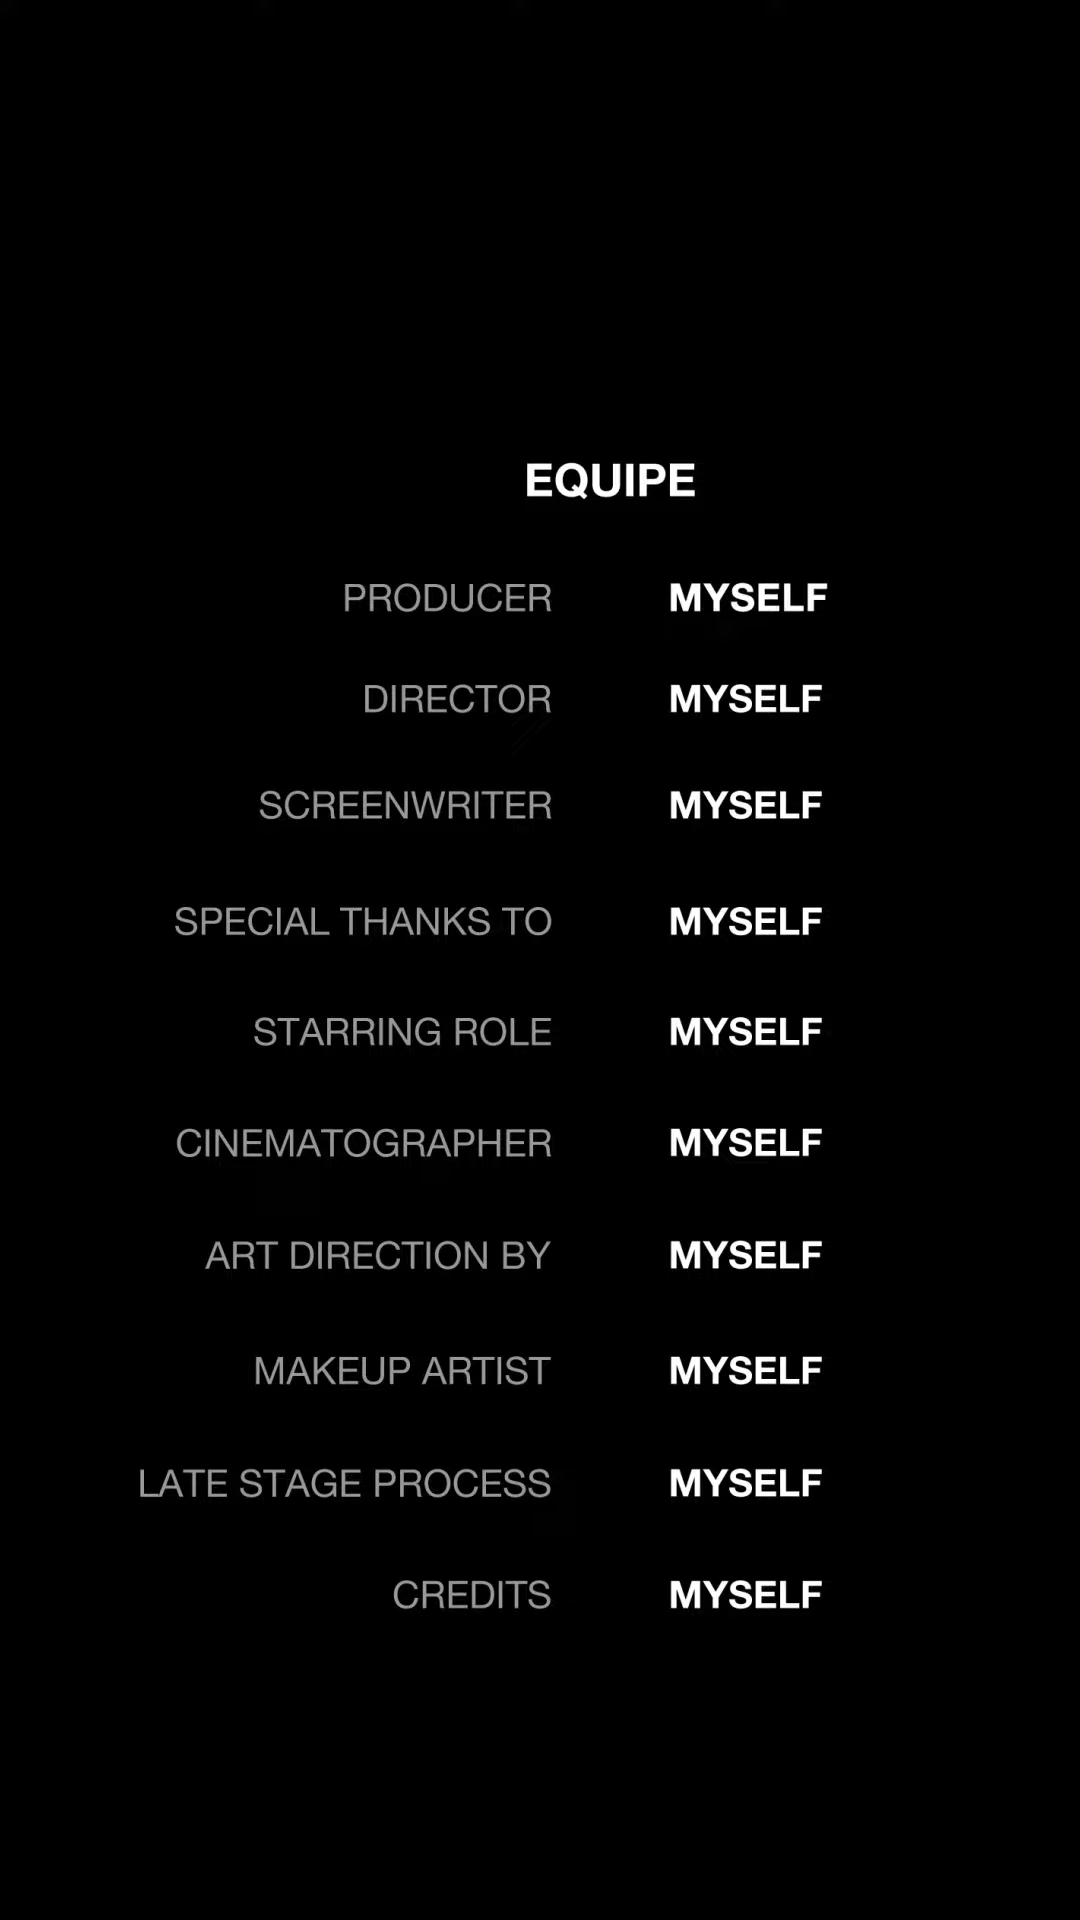 EQUIPE
PRODUCER MYSELF
DIRECTOR MYSELF
SCREENWRITER MYSELF
SPECIAL THANKS TO MYSELF
STARRING ROLE MYSELF
CINEMATOGRAPHER MYSELF
ART DIRECTION BY MYSELF
MAKEUP ARTIST MYSELF
LATE STAGE PROCESS MYSELF
CREDITS MYSELF